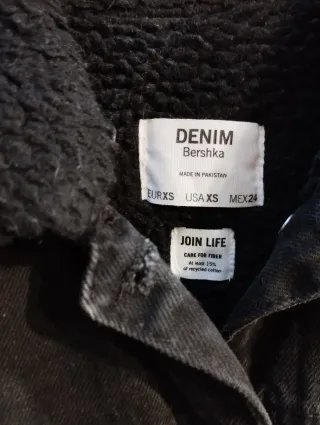 DENIM
Bershka
MADE IN PAKISTAN
EUR XS USA XS MEX 24
JOIN LIFE
CARE FOR FIBER
At least 15%
of recycled cotton